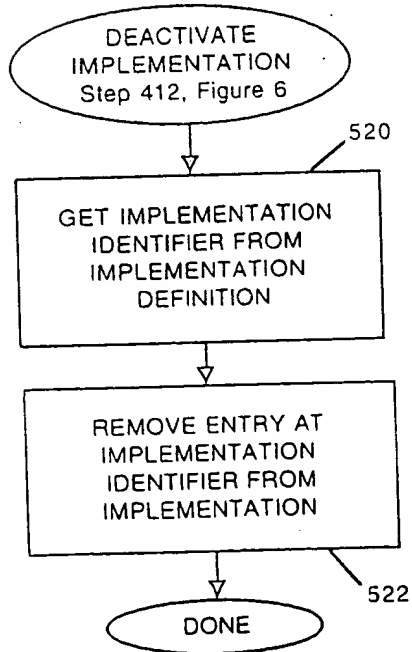 DEACTIVATE
IMPLEMENTATION
Step 412, Figure 6
520
GET IMPLEMENTATION
IDENTIFIER FROM
IMPLEMENTATION
DEFINITION
REMOVE ENTRY AT
IMPLEMENTATION
IDENTIFIER FROM
IMPLEMENTATION
522
DONE